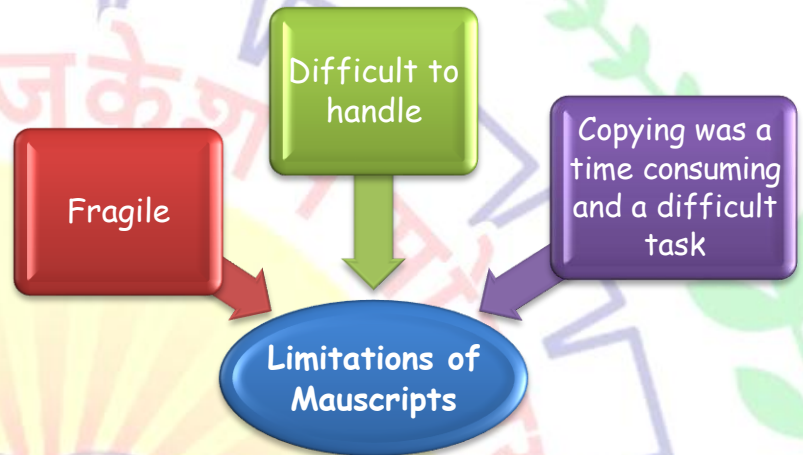 Difficult to
handle
Fragile
Copying was a
time consuming
and a difficult
task
Limitations of
Mauscripts